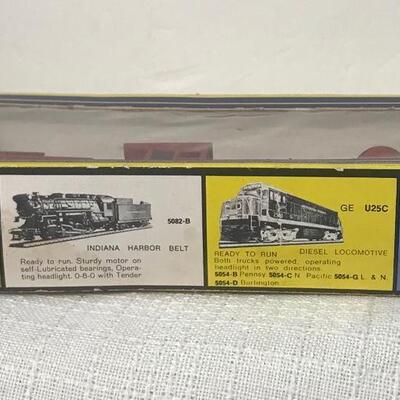 5082-B
INDIANA HARBOR BELT
Ready to run. Sturdy motor on
self-Lubricated bearings, Opera-
ting headlight. 0-8-0 with Tender
GE U25C
READY TO RUN DIESEL LOCOMOTIVE
Both trucks powered, operating
headlight in two directions.
5054-B Pennsy. 5054-C N. Pacific 5054-G L & N.
5054-D Burlington